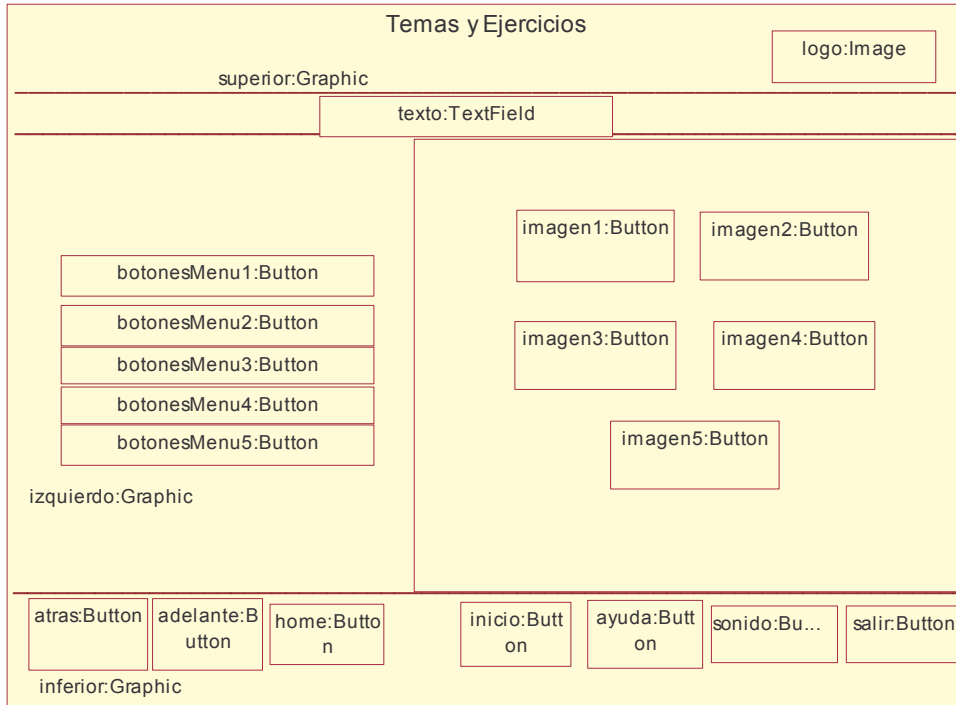 Temas y Ejercicios
logo:Image
superior:Graphic
texto:TextField
imagen1:Button
imagen2:Button
botonesMenu1:Button
botonesMenu2:Button
imagen3:Button
imagen4:Button
botonesMenu3:Button
botonesMenu4:Button
botonesMenu5:Button
imagen5:Button
izquierdo:Graphic
atras:Button
adelante:B
utton
home:Butto
n
inicio:Butt
on
ayuda:Butt
on
sonido:Bu...
salir:Button
inferior:Graphic